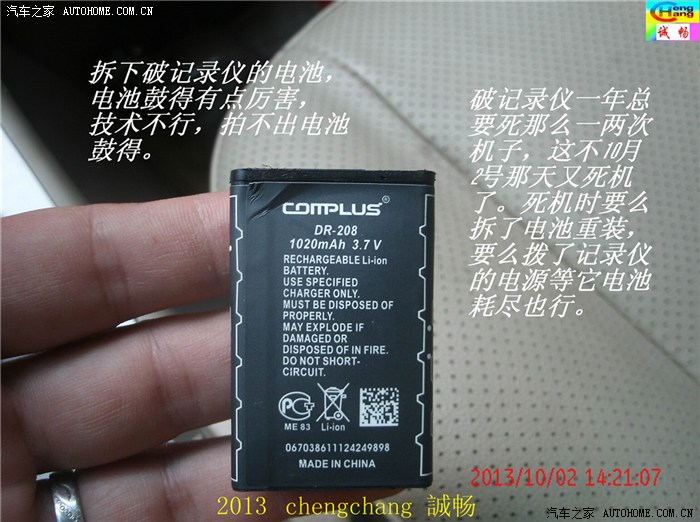 汽车之家 AUTOHOME.COM.CN
Cheng
Hang
诚 畅
拆下破记录仪的电池，
电池鼓得有点厉害，
技术不行，拍不出电池
鼓得。
破记录仪一年总
要死那么一两次
机子，这不10月
2号那天又死机
了。死机时要么
拆了电池重装，
要么拨了记录仪
的电源等它电池
耗尽也行。
COMPLUS®
DR-208
1020mAh 3.7 V
RECHARGEABLE Li-ion
BATTERY.
USE SPECIFIED
CHARGER ONLY.
MUST BE DISPOSED OF
PROPERLY.
MAY EXPLODE IF
DAMAGED OR
DISPOSED OF IN FIRE.
DO NOT SHORT-
CIRCUIT.
ME 83 Li-ion
067038611124249898
MADE IN CHINA
2013/10/02 14:21:07
2013 chengchang 誠畅
汽车之家 AUTOHOME.COM.CN